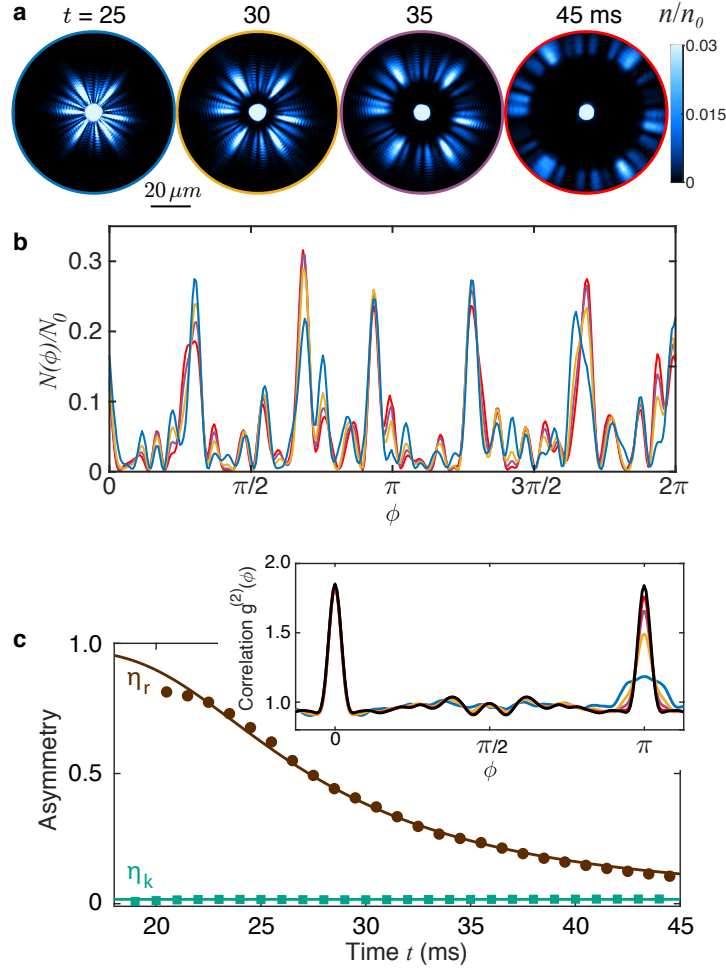 a
t = 25 30 35 45 ms n/n₀
0.03
0.015
0
20 μm
b
N(ϕ)/N₀
0.3
0.2
0.1
0
0 π/2 π 3π/2 2π
ϕ
c
Correlation g⁽²⁾(ϕ)
2.0
1.5
1.0
0 π/2 π
ϕ
Asymmetry
1.0
0.5
0
ηᵣ
ηₖ
20 25 30 35 40 45
Time t (ms)